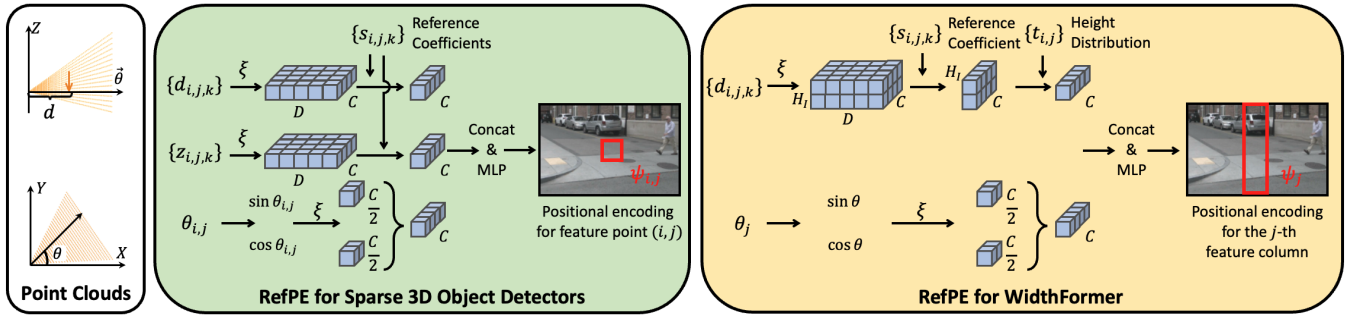 Z
θ⃗
d
Y
θ
X
Point Clouds
{s_{i,j,k}}
Reference
Coefficients
{d_{i,j,k}}
ξ
D
C
C
{z_{i,j,k}}
ξ
D
C
C
Concat
&
MLP
ψ_{i,j}
θ_{i,j}
sin θ_{i,j}
cos θ_{i,j}
ξ
C/2
C/2
C
Positional encoding
for feature point (i, j)
RefPE for Sparse 3D Object Detectors
{s_{i,j,k}}
Reference
Coefficient
{t_{i,j}}
Height
Distribution
{d_{i,j,k}}
ξ
H_I
D
C
H_I
C
C
Concat
&
MLP
ψ_j
θ_j
sin θ
cos θ
ξ
C/2
C/2
C
Positional encoding
for the j-th
feature column
RefPE for WidthFormer